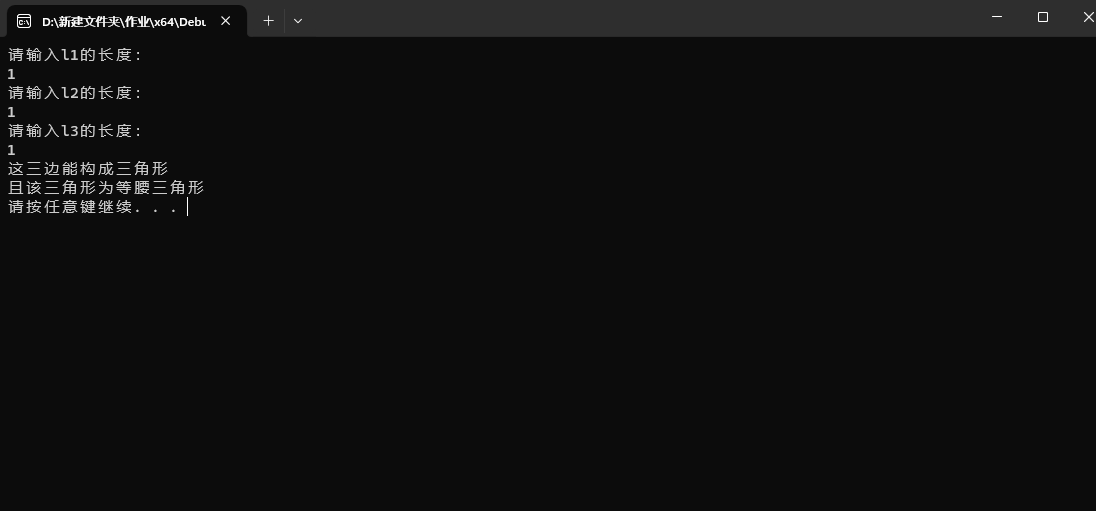 D:\新建文件夹\作业\x64\Debu
请输入l1的长度:
1
请输入l2的长度:
1
请输入l3的长度:
1
这三边能构成三角形
且该三角形为等腰三角形
请按任意键继续. . .